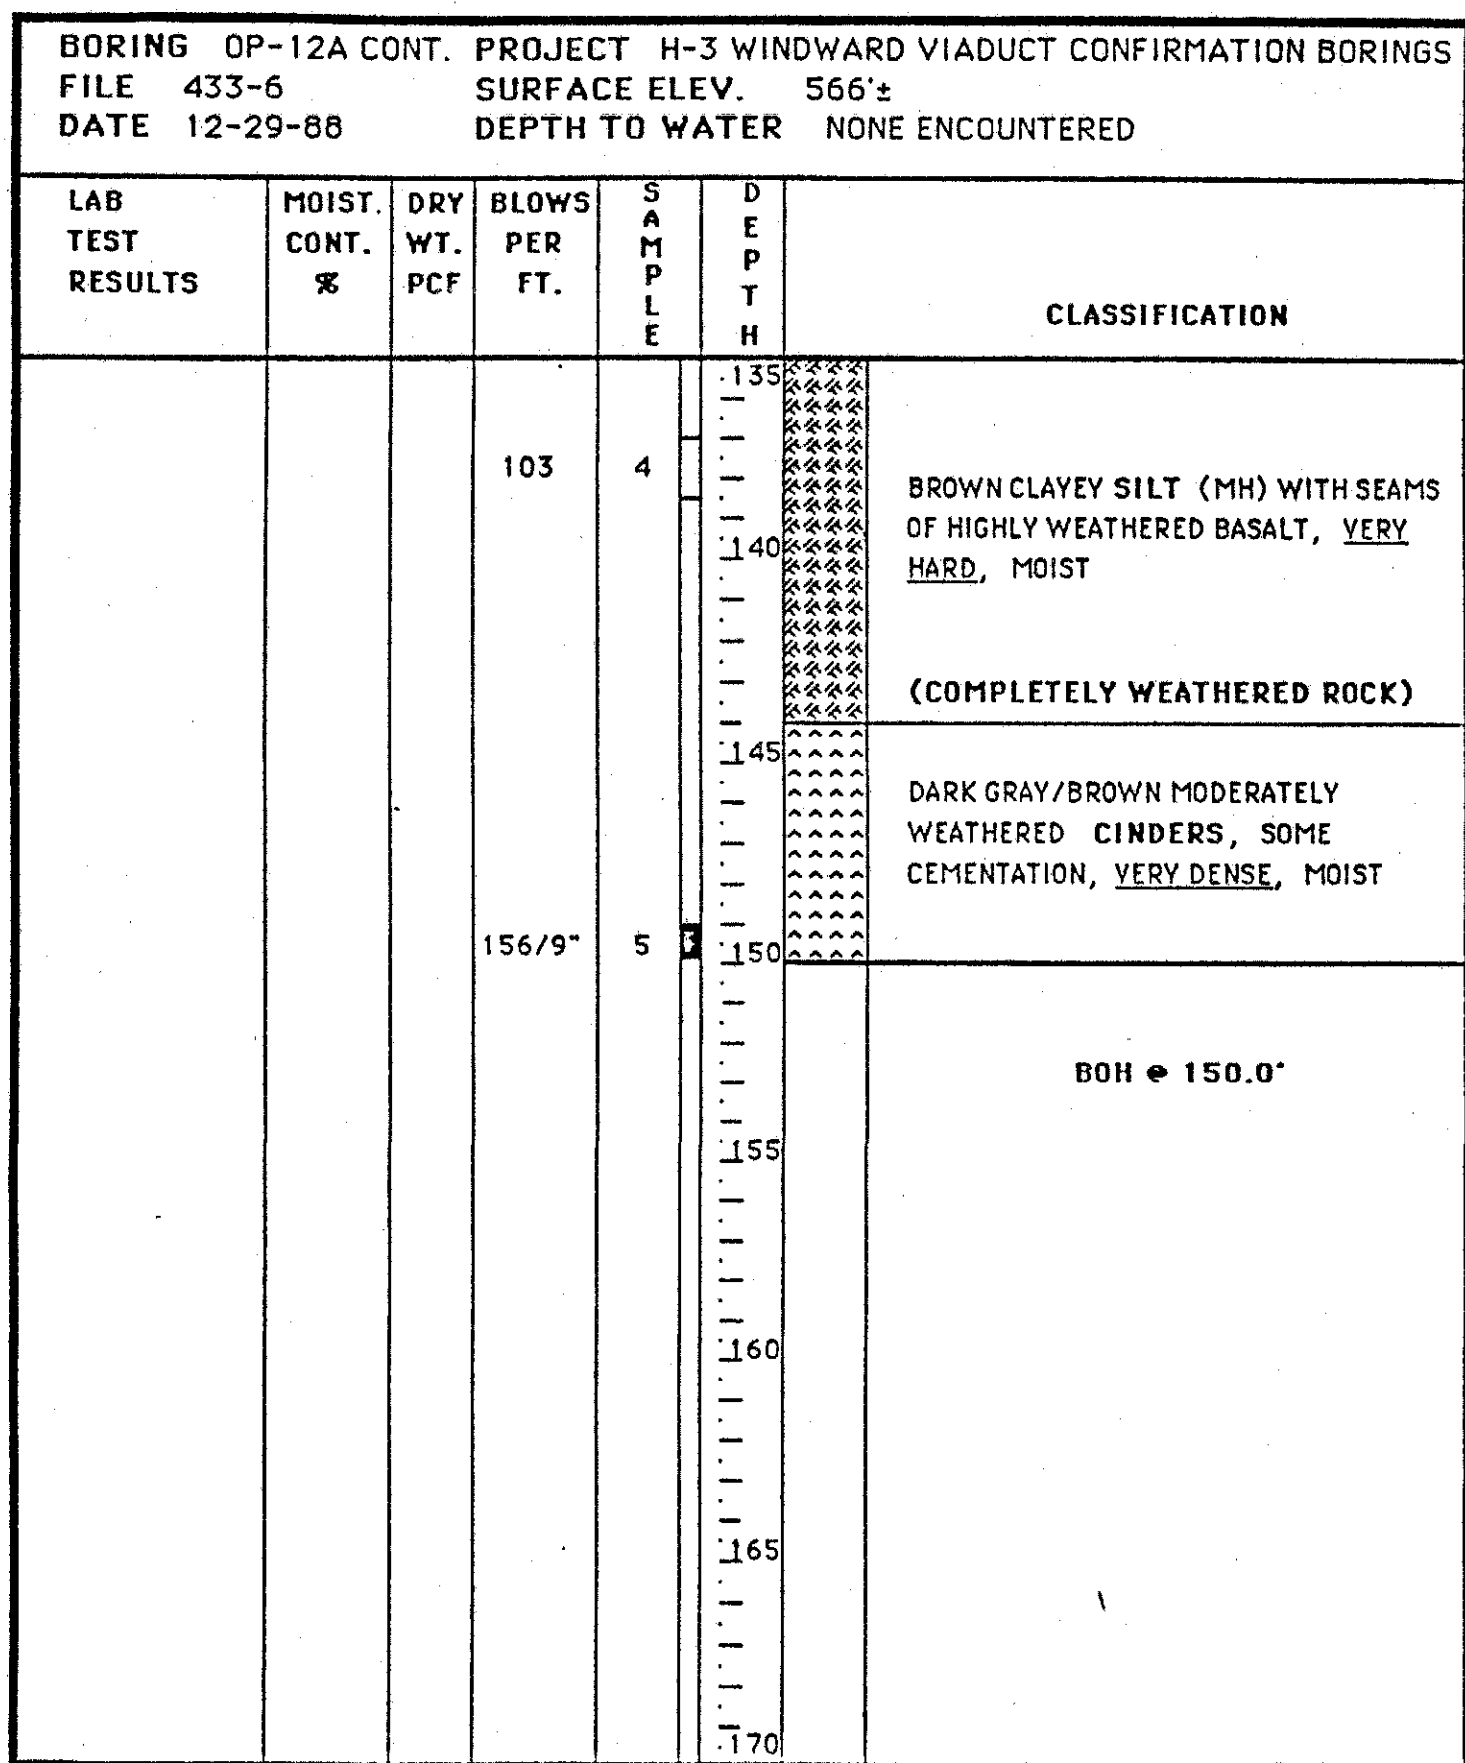 BORING OP-12A CONT. PROJECT H-3 WINDWARD VIADUCT CONFIRMATION BORINGS
FILE 433-6 SURFACE ELEV. 566'±
DATE 12-29-88 DEPTH TO WATER NONE ENCOUNTERED
LAB TEST RESULTS
MOIST. CONT. %
DRY WT. PCF
BLOWS PER FT.
SAMPLE
DEPTH
CLASSIFICATION
135
103 4
BROWN CLAYEY SILT (MH) WITH SEAMS
OF HIGHLY WEATHERED BASALT, VERY
140
HARD, MOIST
(COMPLETELY WEATHERED ROCK)
145
DARK GRAY/BROWN MODERATELY
WEATHERED CINDERS, SOME
CEMENTATION, VERY DENSE, MOIST
156/9" 5 150
BOH @ 150.0'
155
160
165
170